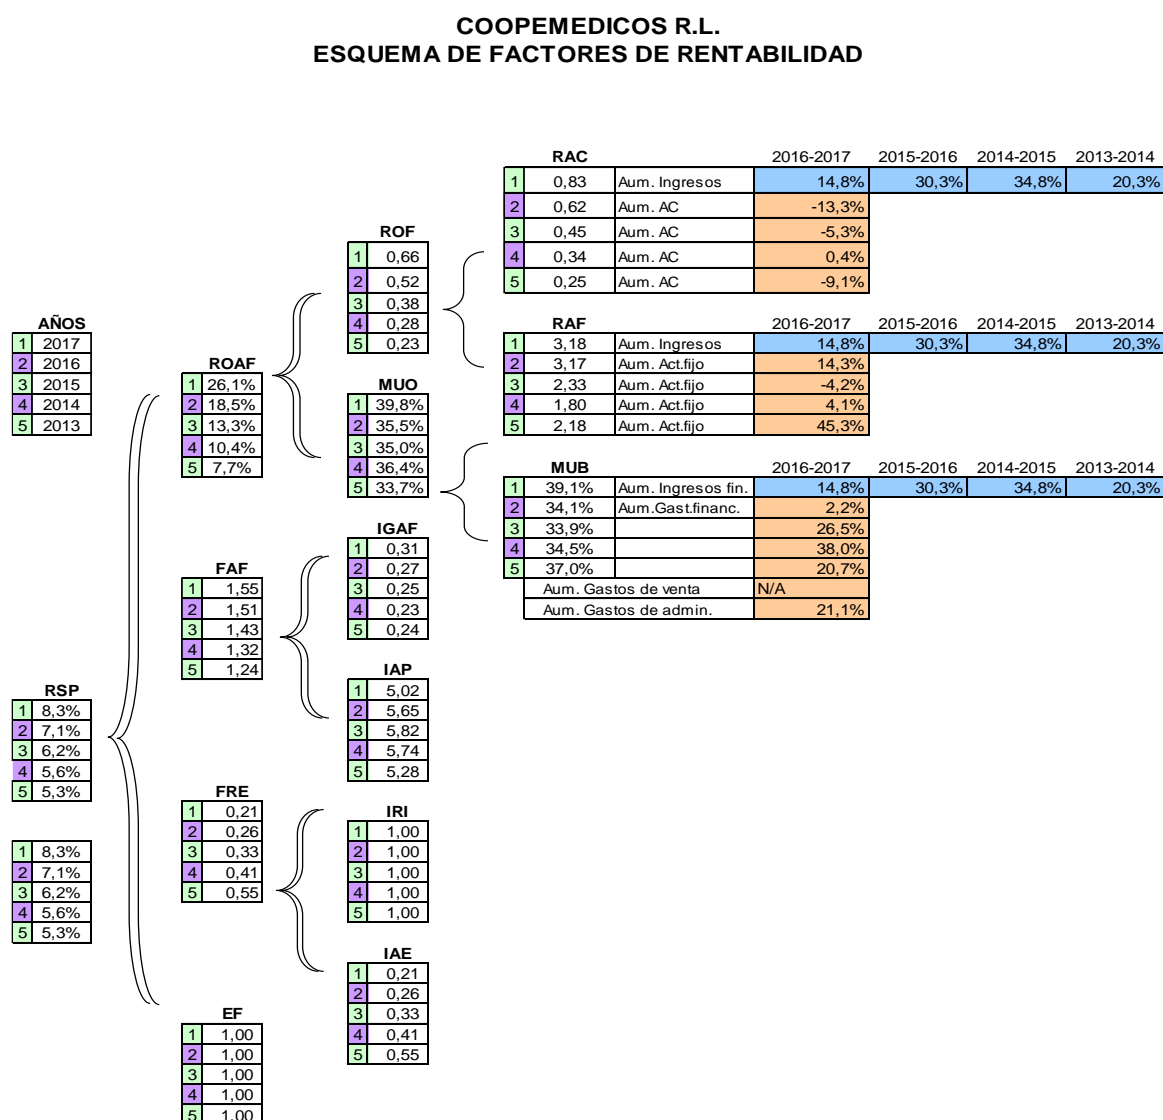 COOPEMEDICOS R.L.
ESQUEMA DE FACTORES DE RENTABILIDAD
RAC 2016-2017 2015-2016 2014-2015 2013-2014
1 0,83 Aum. Ingresos 14,8% 30,3% 34,8% 20,3%
2 0,62 Aum. AC -13,3%
3 0,45 Aum. AC -5,3%
4 0,34 Aum. AC 0,4%
5 0,25 Aum. AC -9,1%
ROF
1 0,66
2 0,52
3 0,38
4 0,28
5 0,23
RAF 2016-2017 2015-2016 2014-2015 2013-2014
1 3,18 Aum. Ingresos 14,8% 30,3% 34,8% 20,3%
2 3,17 Aum. Act.fijo 14,3%
3 2,33 Aum. Act.fijo -4,2%
4 1,80 Aum. Act.fijo 4,1%
5 2,18 Aum. Act.fijo 45,3%
AÑOS
1 2017
2 2016
3 2015
4 2014
5 2013
ROAF
1 26,1%
2 18,5%
3 13,3%
4 10,4%
5 7,7%
MUO
1 39,8%
2 35,5%
3 35,0%
4 36,4%
5 33,7%
MUB 2016-2017 2015-2016 2014-2015 2013-2014
1 39,1% Aum. Ingresos fin. 14,8% 30,3% 34,8% 20,3%
2 34,1% Aum.Gast.financ. 2,2%
3 33,9% 26,5%
4 34,5% 38,0%
5 37,0% 20,7%
Aum. Gastos de venta N/A
Aum. Gastos de admin. 21,1%
IGAF
1 0,31
2 0,27
3 0,25
4 0,23
5 0,24
FAF
1 1,55
2 1,51
3 1,43
4 1,32
5 1,24
IAP
1 5,02
2 5,65
3 5,82
4 5,74
5 5,28
RSP
1 8,3%
2 7,1%
3 6,2%
4 5,6%
5 5,3%
1 8,3%
2 7,1%
3 6,2%
4 5,6%
5 5,3%
FRE
1 0,21
2 0,26
3 0,33
4 0,41
5 0,55
IRI
1 1,00
2 1,00
3 1,00
4 1,00
5 1,00
IAE
1 0,21
2 0,26
3 0,33
4 0,41
5 0,55
EF
1 1,00
2 1,00
3 1,00
4 1,00
5 1,00